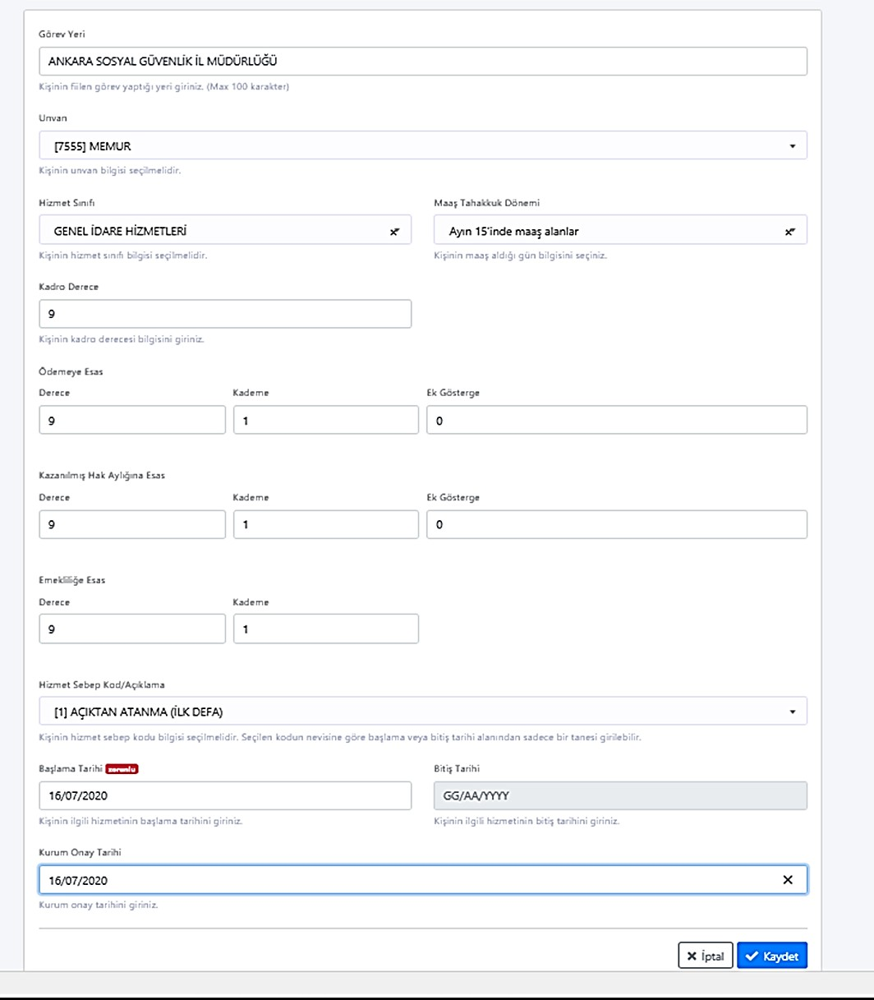 Görev Yeri
ANKARA SOSYAL GÜVENLİK İL MÜDÜRLÜĞÜ
Kişinin fiilen görev yaptığı yeri giriniz. (Max 100 karakter)
Unvan
[7555] MEMUR
Kişinin unvan bilgisi seçilmelidir.
Hizmet Sınıfı Maaş Tahakkuk Dönemi
GENEL İDARE HİZMETLERİ Ayın 15'inde maaş alanlar
Kişinin hizmet sınıfı bilgisi seçilmelidir. Kişinin maaş aldığı gün bilgisini seçiniz.
Kadro Derece
9
Kişinin kadro derecesi bilgisini giriniz.
Ödemeye Esas
Derece Kademe Ek Gösterge
9 1 0
Kazanılmış Hak Aylığına Esas
Derece Kademe Ek Gösterge
9 1 0
Emekliliğe Esas
Derece Kademe
9 1
Hizmet Sebep Kod/Açıklama
[1] AÇIKTAN ATANMA (İLK DEFA)
Kişinin hizmet sebep kodu bilgisi seçilmelidir. Seçilen kodun nevisine göre başlama veya bitiş tarihi alanından sadece bir tanesi girilebilir.
Başlama Tarihi zorunlu Bitiş Tarihi
16/07/2020 GG/AA/YYYY
Kişinin ilgili hizmetinin başlama tarihini giriniz. Kişinin ilgili hizmetinin bitiş tarihini giriniz.
Kurum Onay Tarihi
16/07/2020
Kurum onay tarihini giriniz.
İptal Kaydet